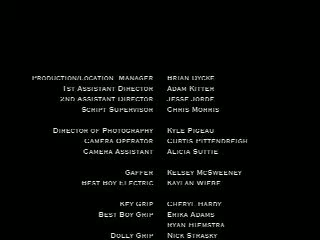 Production/Location Manager Brian Dycke
1st Assistant Director Adam Kitter
2nd Assistant Director Jesse Jorde
Script Supervisor Chris Morris
Director of Photography Kyle Pigeau
Camera Operator Curtis Pittendreigh
Camera Assistant Alicia Suttie
Gaffer Kelsey McSweeney
Best Boy Electric Kaylan Wiebe
Key Grip Cheryl Hardy
Best Boy Grip Erika Adams
Ryan Hiemstra
Dolly Grip Nick Strasky